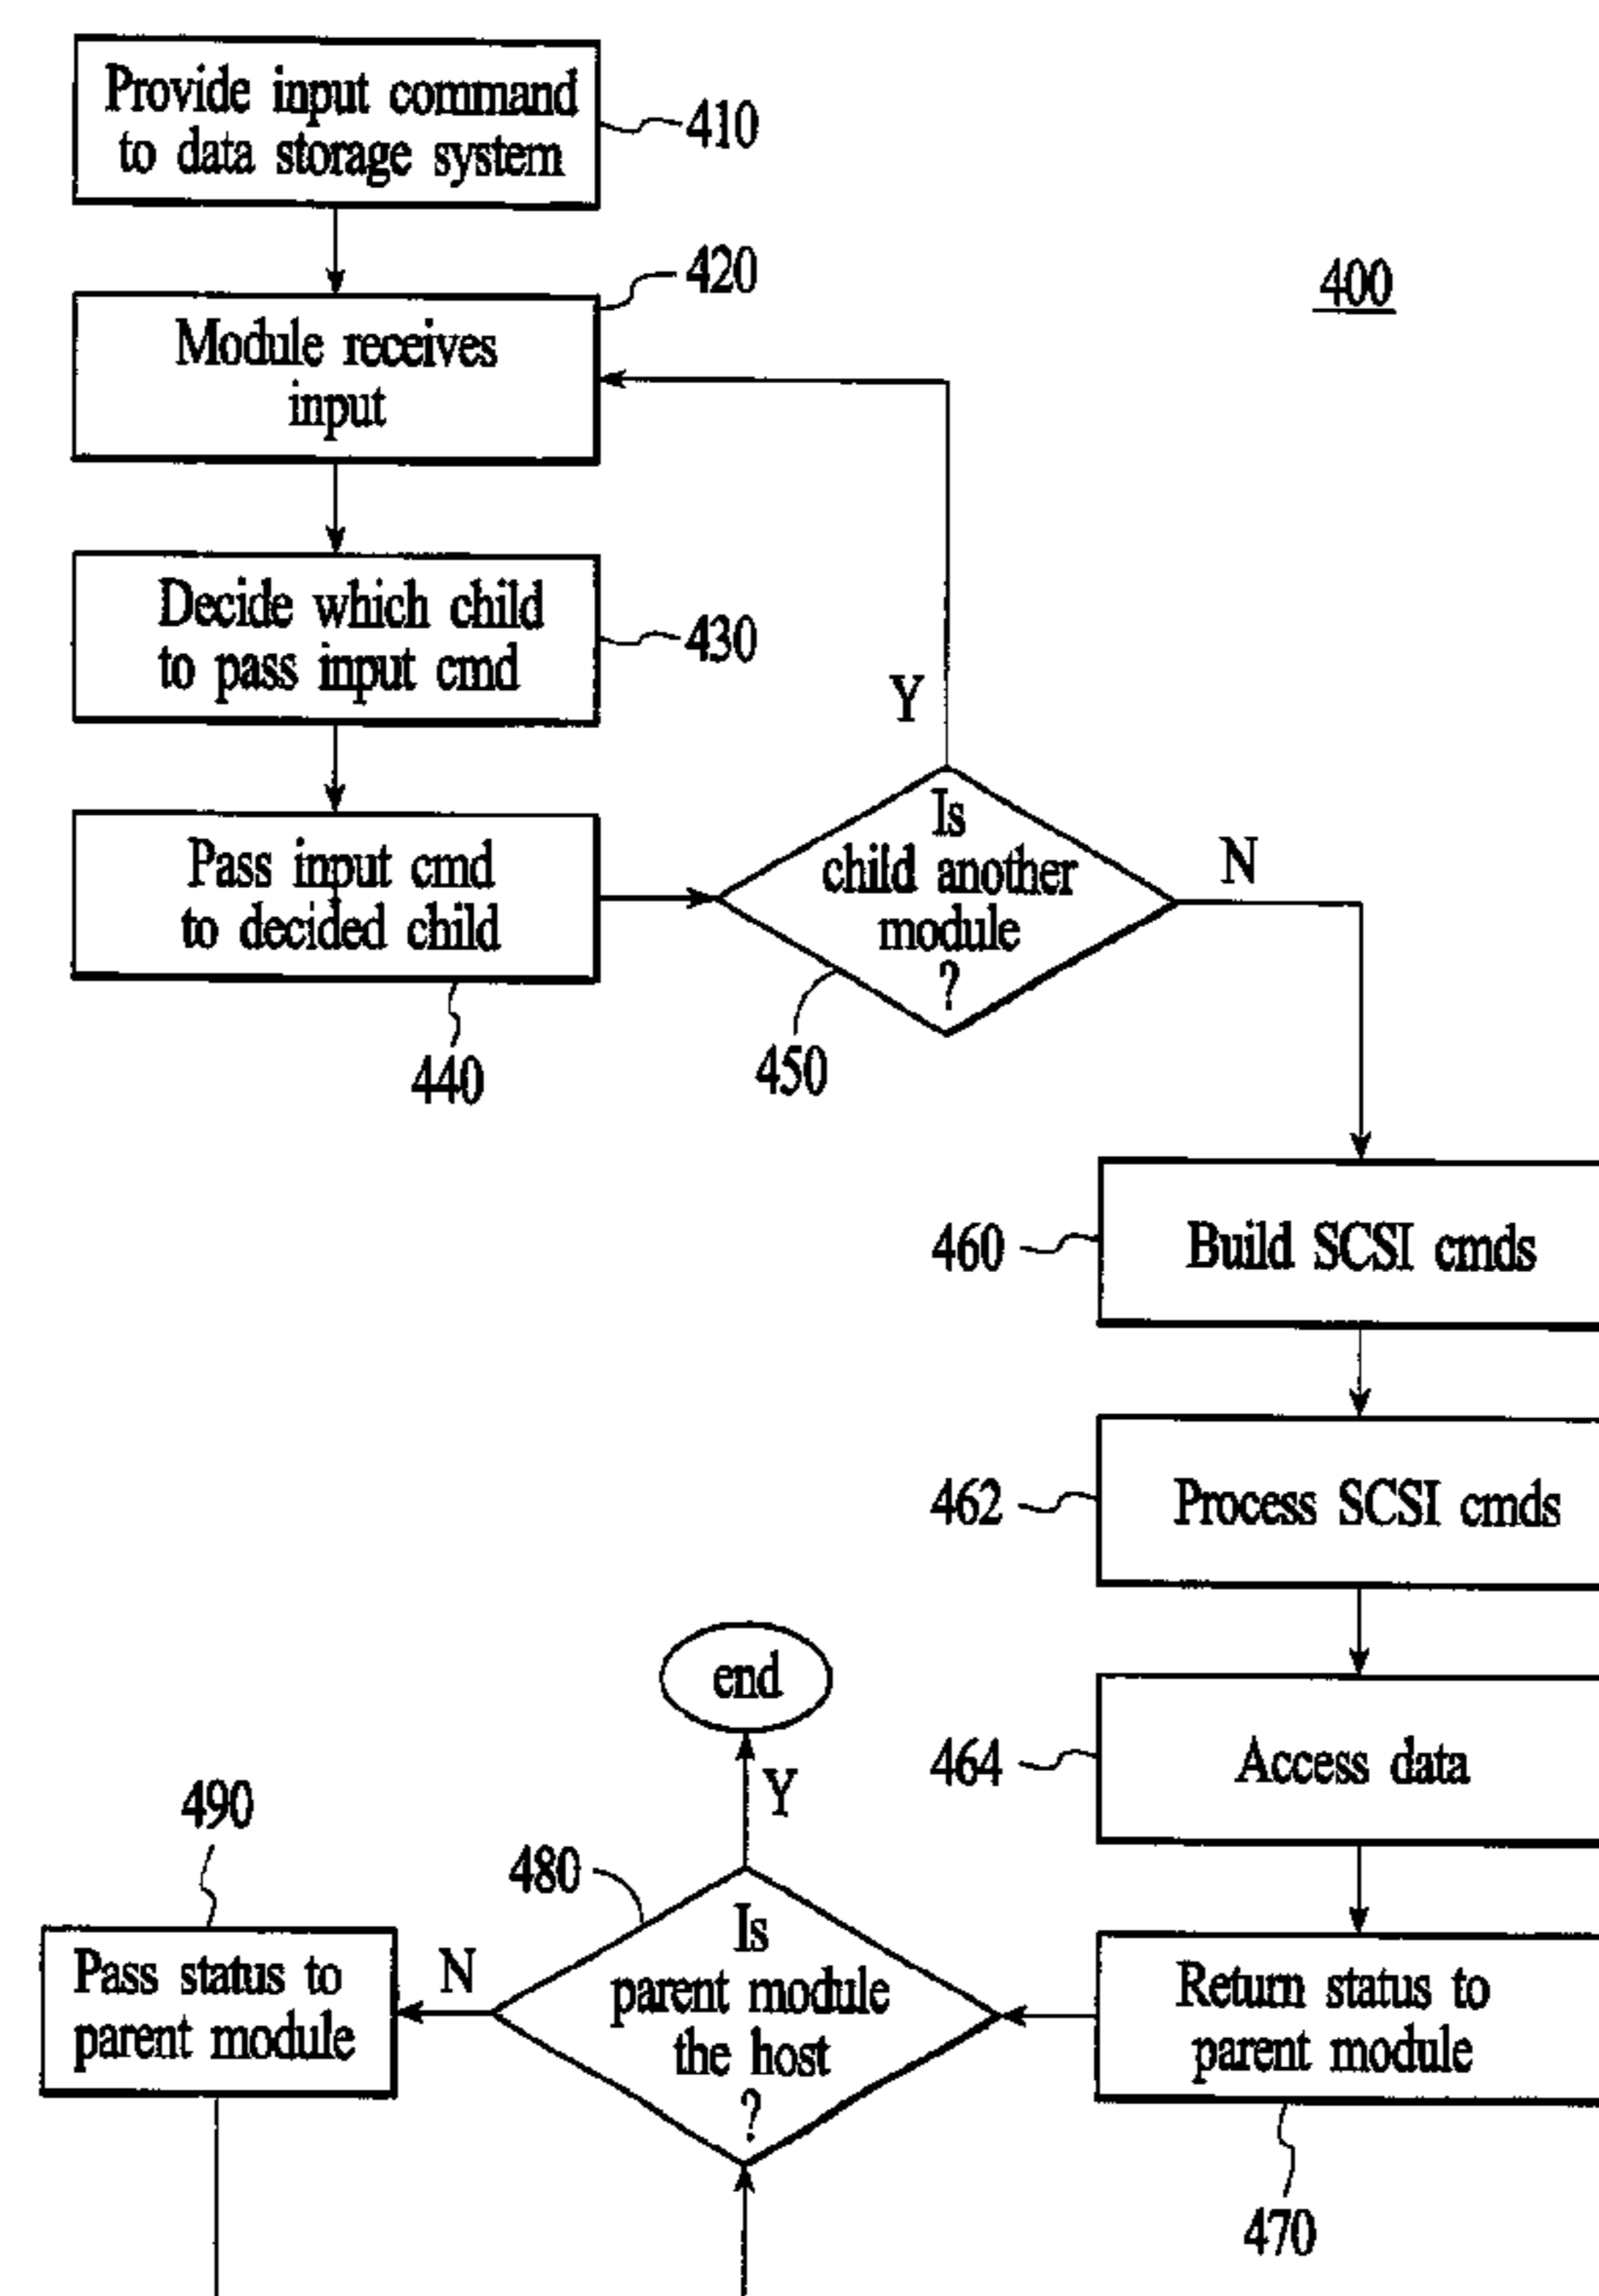 Provide input command
to data storage system
410
420
400
Module receives
input
Decide which child
to pass input cmd
430
Y
Pass input cmd
to decided child
440
Is
child another
module
?
450
N
460
Build SCSI cmds
462
Process SCSI cmds
end
Y
464
Access data
490
480
Pass status to
parent module
N
Is
parent module
the host
?
Return status to
parent module
470